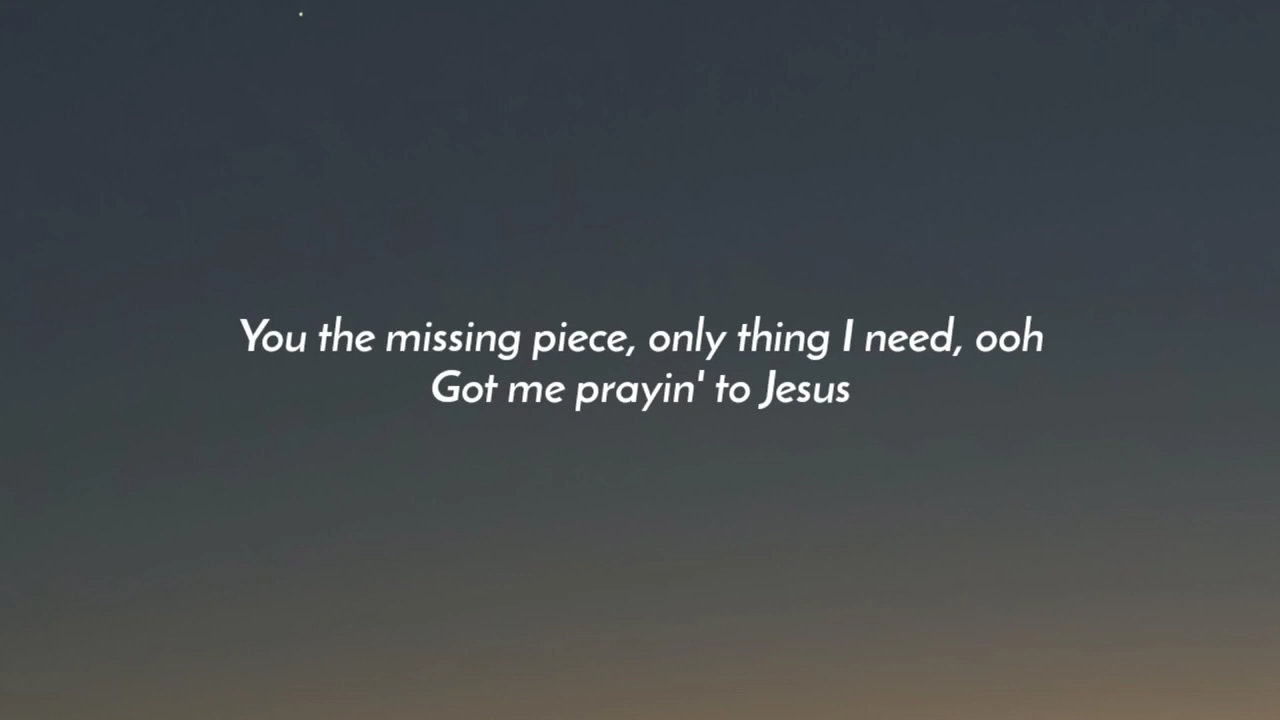 You the missing piece, only thing I need, ooh
Got me prayin' to Jesus